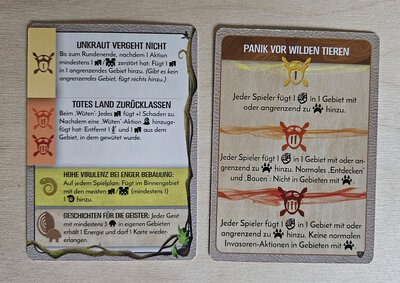 UNKRAUT VERGEHT NICHT
Bis zum Rundenende, nachdem 1 Aktion
mindestens 1 zerstört hat: Fügt 1
in 1 angrenzendes Gebiet hinzu. (Gibt es kein
angrenzendes Gebiet, fügt nichts hinzu.)
TOTES LAND ZURÜCKLASSEN
Beim ‚Wüten‘: Jedes fügt +1 Schaden zu.
Nachdem eine ‚Wüten‘-Aktion hinzuge-
fügt hat: Entfernt 1 und 1 aus dem
Gebiet, in dem gewütet wurde.
HOHE VIRULENZ BEI ENGER BEBAUUNG:
Auf jedem Spielplan: Fügt im Binnengebiet
mit den meisten (mindestens 1)
1 hinzu.
GESCHICHTEN FÜR DIE GEISTER: Jeder Geist
mit mindestens 3 in eigenen Gebieten
erhält 1 Energie und darf 1 Karte wieder-
erlangen.
PANIK VOR WILDEN TIEREN
I
Jeder Spieler fügt 1 in 1 Gebiet mit
oder angrenzend zu hinzu.
II
Jeder Spieler fügt 1 in 1 Gebiet mit oder an-
grenzend zu hinzu. Normales ‚Entdecken‘
und ‚Bauen‘: Nicht in Gebieten mit .
III
Jeder Spieler fügt 1 in 1 Gebiet mit oder
angrenzend zu hinzu. Keine normalen
Invasoren-Aktionen in Gebieten mit .